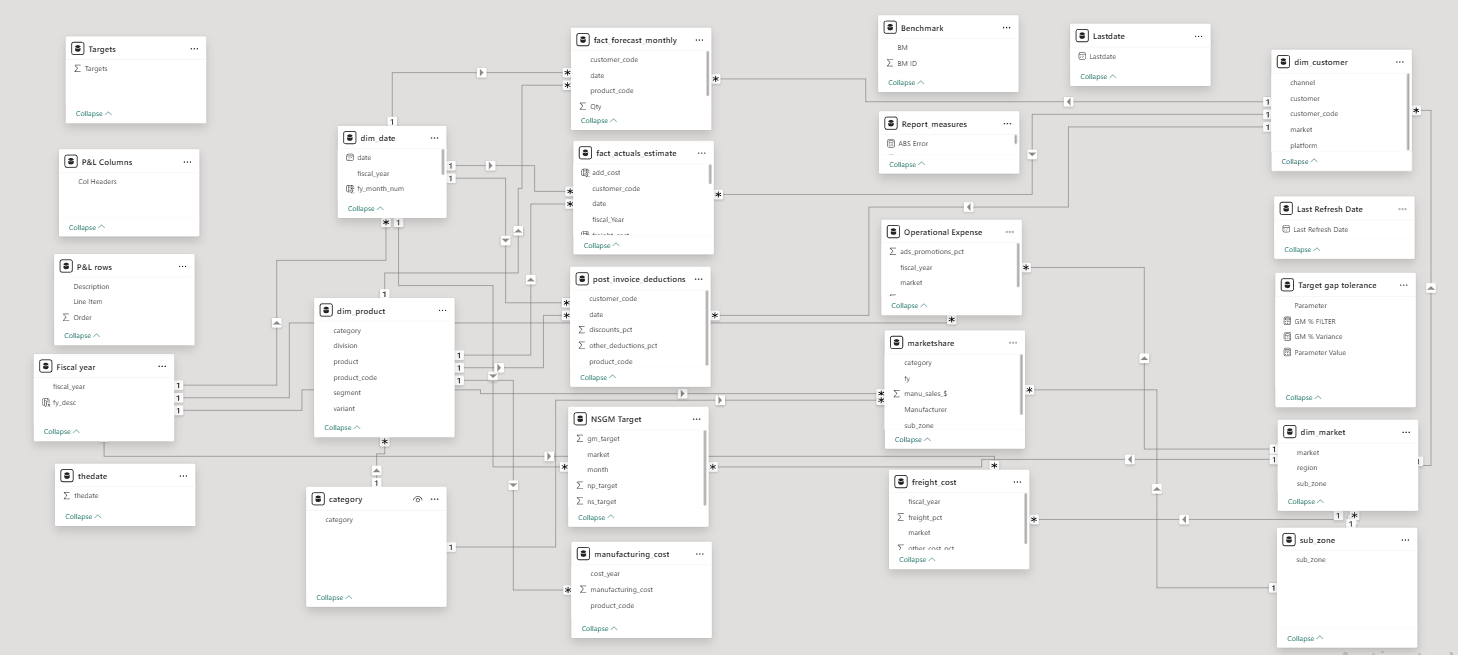 Targets
Targets
Collapse
P&L Columns
Col Headers
Collapse
P&L rows
Description
Line Item
Order
Collapse
Fiscal year
fiscal_year
fy_desc
Collapse
thedate
thedate
Collapse
dim_date
date
fiscal_year
fy_month_num
Collapse
dim_product
category
division
product
product_code
segment
variant
Collapse
category
category
Collapse
fact_forecast_monthly
customer_code
date
product_code
Qty
Collapse
fact_actuals_estimate
add_cost
customer_code
date
fiscal_Year
freight_cost
Collapse
post_invoice_deductions
customer_code
date
discounts_pct
other_deductions_pct
product_code
Collapse
NSGM Target
gm_target
market
month
np_target
ns_target
Collapse
manufacturing_cost
cost_year
manufacturing_cost
product_code
Collapse
Benchmark
BM
BM ID
Collapse
Report_measures
ABS Error
Collapse
Operational Expense
ads_promotions_pct
fiscal_year
market
Collapse
marketshare
category
fy
manu_sales_$
Manufacturer
sub_zone
Collapse
freight_cost
fiscal_year
freight_pct
market
other_cost_pct
Collapse
Lastdate
Lastdate
Collapse
dim_customer
channel
customer
customer_code
market
platform
Collapse
Last Refresh Date
Last Refresh Date
Collapse
Target gap tolerance
Parameter
GM % FILTER
GM % Variance
Parameter Value
Collapse
dim_market
market
region
sub_zone
Collapse
sub_zone
sub_zone
Collapse